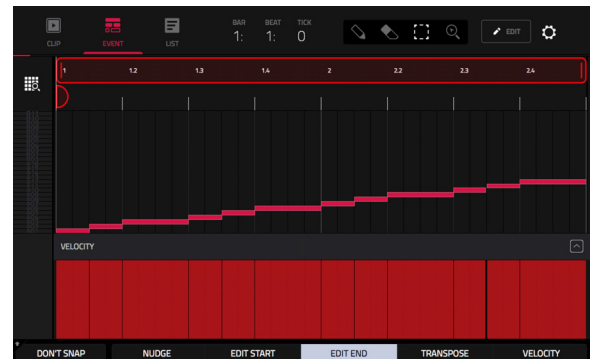 BAR BEAT TICK
1: 1: 0
EDIT
CLIP EVENT LIST
1 1.2 1.3 1.4 2 2.2 2.3 2.4
VELOCITY
DON'T SNAP NUDGE EDIT START EDIT END TRANSPOSE VELOCITY